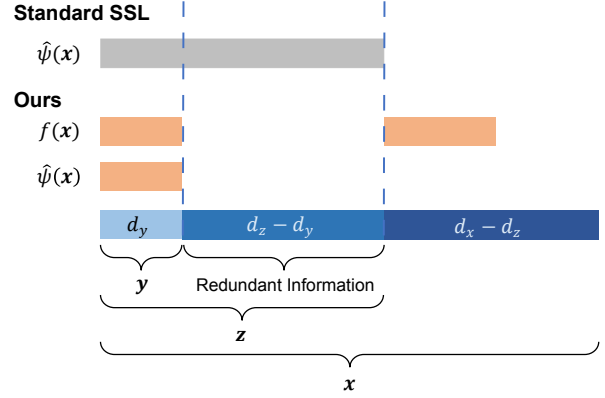 Standard SSL
ψ̂(x)
Ours
f(x)
ψ̂(x)
d_y
d_z − d_y
d_x − d_z
y
Redundant Information
z
x